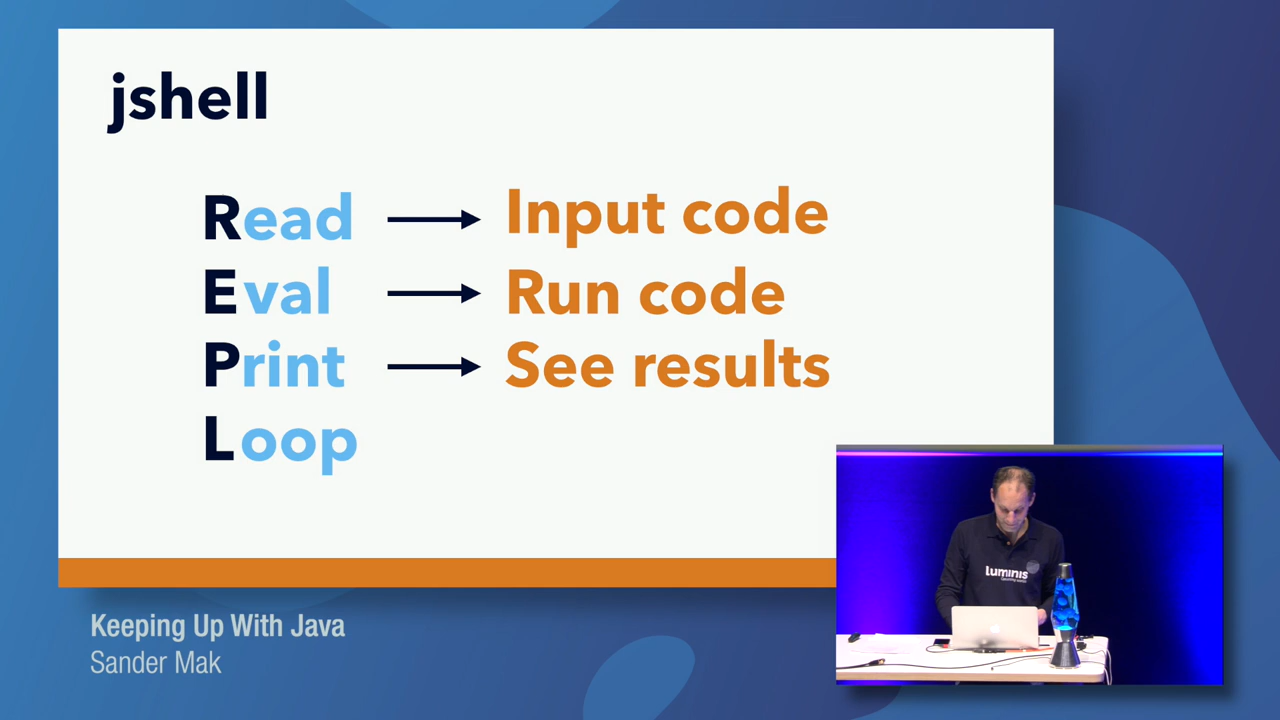 jshell
Read → Input code
Eval → Run code
Print → See results
Loop
luminis
Keeping Up With Java
Sander Mak